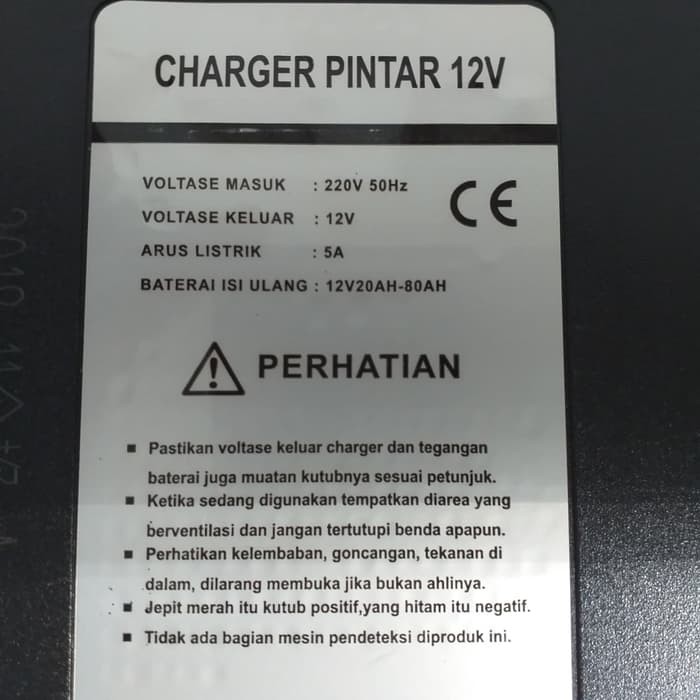 CHARGER PINTAR 12V
VOLTASE MASUK : 220V 50Hz
VOLTASE KELUAR : 12V
ARUS LISTRIK : 5A
BATERAI ISI ULANG : 12V20AH-80AH
CE
PERHATIAN
Pastikan voltase keluar charger dan tegangan
baterai juga muatan kutubnya sesuai petunjuk.
Ketika sedang digunakan tempatkan diarea yang
berventilasi dan jangan tertutupi benda apapun.
Perhatikan kelembaban, goncangan, tekanan di
dalam, dilarang membuka jika bukan ahlinya.
Jepit merah itu kutub positif,yang hitam itu negatif.
Tidak ada bagian mesin pendeteksi diproduk ini.